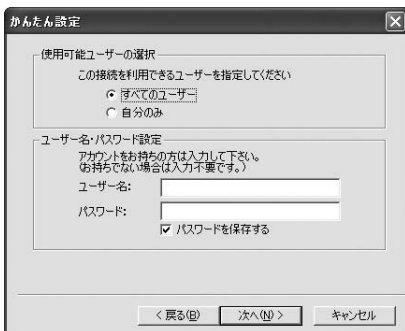 かんたん設定
使用可能ユーザーの選択
この接続を利用できるユーザーを指定してください
すべてのユーザー
自分のみ
ユーザー名・パスワード設定
アカウントをお持ちの方は入力して下さい。
(お持ちでない場合は入力不要です。)
ユーザー名:
パスワード:
パスワードを保存する
< 戻る(B) 次へ(N) > キャンセル